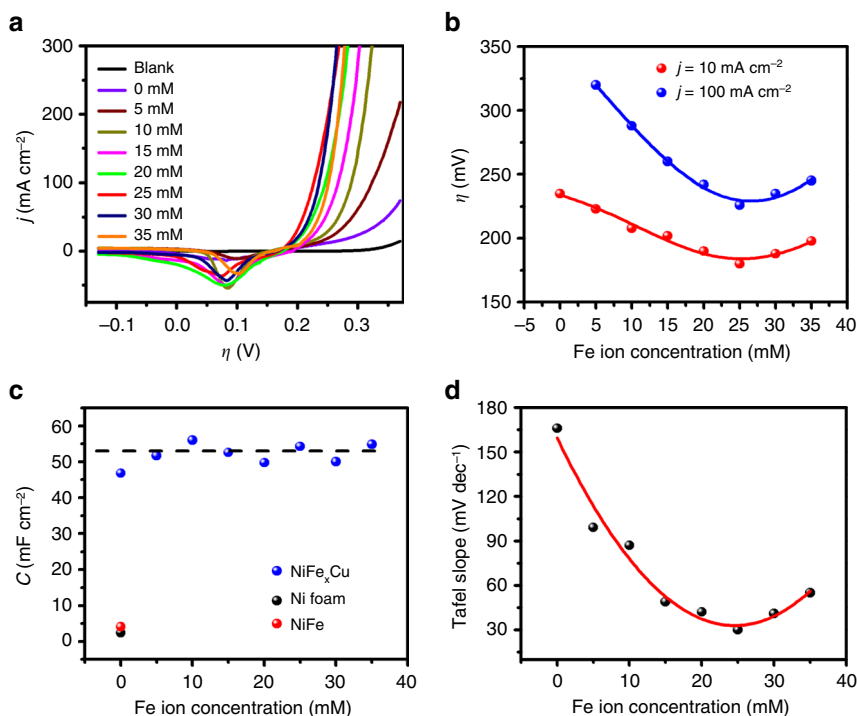 a
300
200
100
0
j (mA cm⁻²)
Blank
0 mM
5 mM
10 mM
15 mM
20 mM
25 mM
30 mM
35 mM
−0.1
0.0
0.1
0.2
0.3
η (V)
b
350
300
250
200
150
η (mV)
j = 10 mA cm⁻²
j = 100 mA cm⁻²
−5
0
5
10
15
20
25
30
35
40
Fe ion concentration (mM)
c
60
50
40
30
20
10
5
0
C (mF cm⁻²)
NiFeₓCu
Ni foam
NiFe
0
10
20
30
40
Fe ion concentration (mM)
d
180
150
120
90
60
30
Tafel slope (mV dec⁻¹)
0
10
20
30
40
Fe ion concentration (mM)